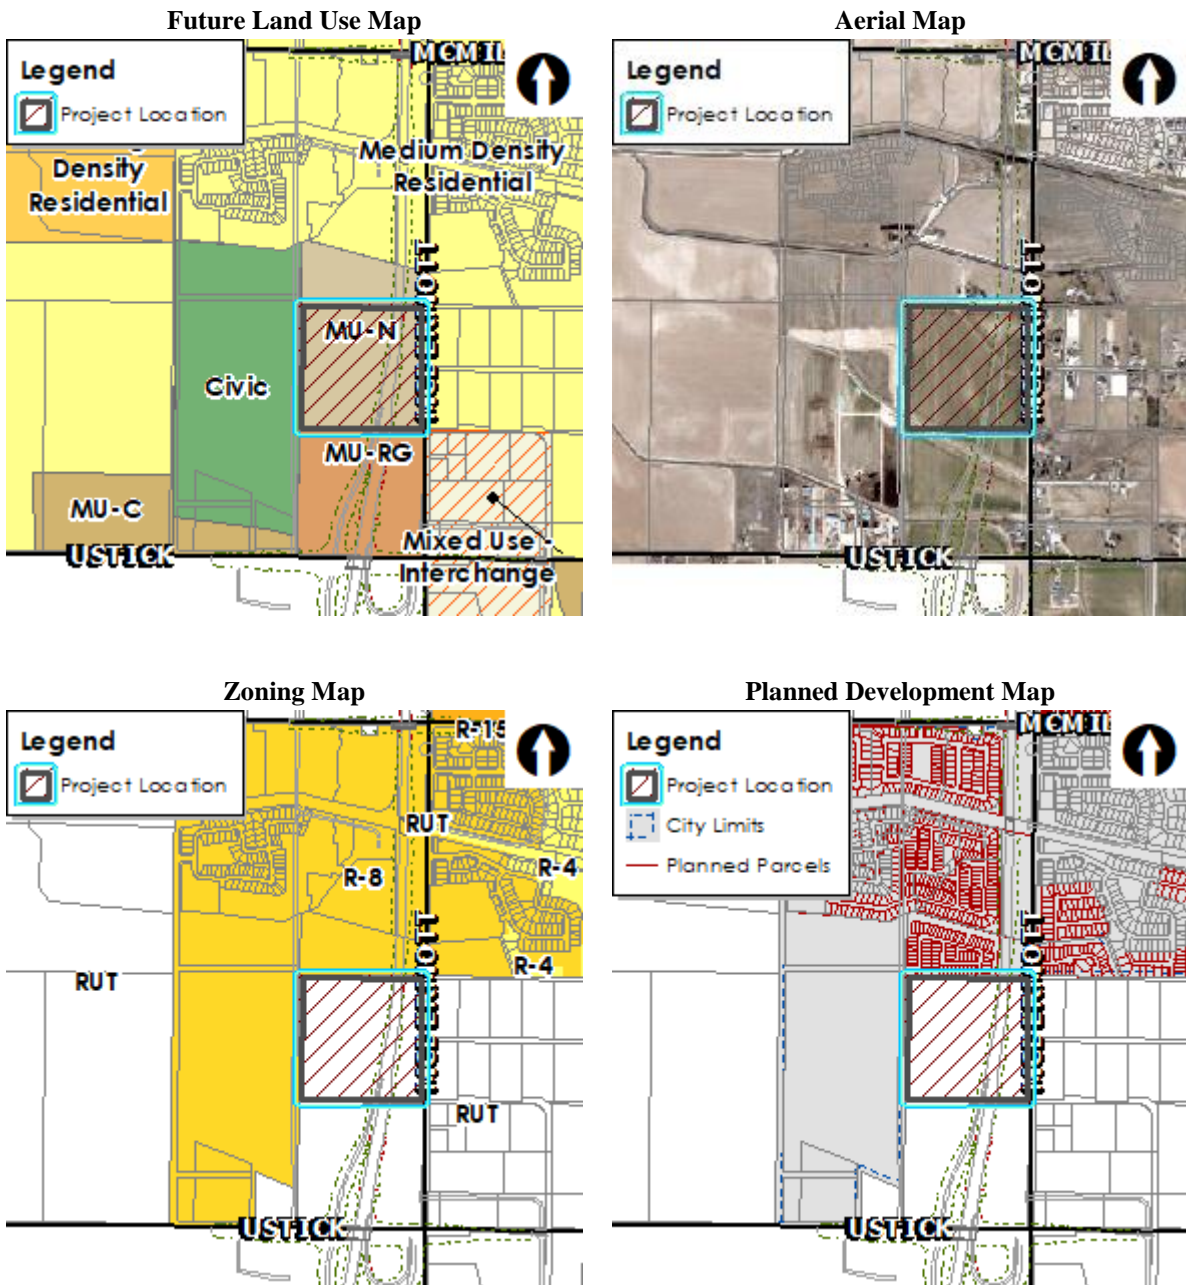 Future Land Use Map
Legend
Project Location
MCMIL
Density
Residential
Medium Density
Residential
MU-N
Civic
MU-RG
MU-C
Mixed Use -
Interchange
USTICK
Aerial Map
Legend
Project Location
USTICK
Zoning Map
Legend
Project Location
R-15
RUT
R-4
R-8
R-4
RUT
RUT
USTICK
Planned Development Map
Legend
Project Location
City Limits
Planned Parcels
MCMIL
USTICK